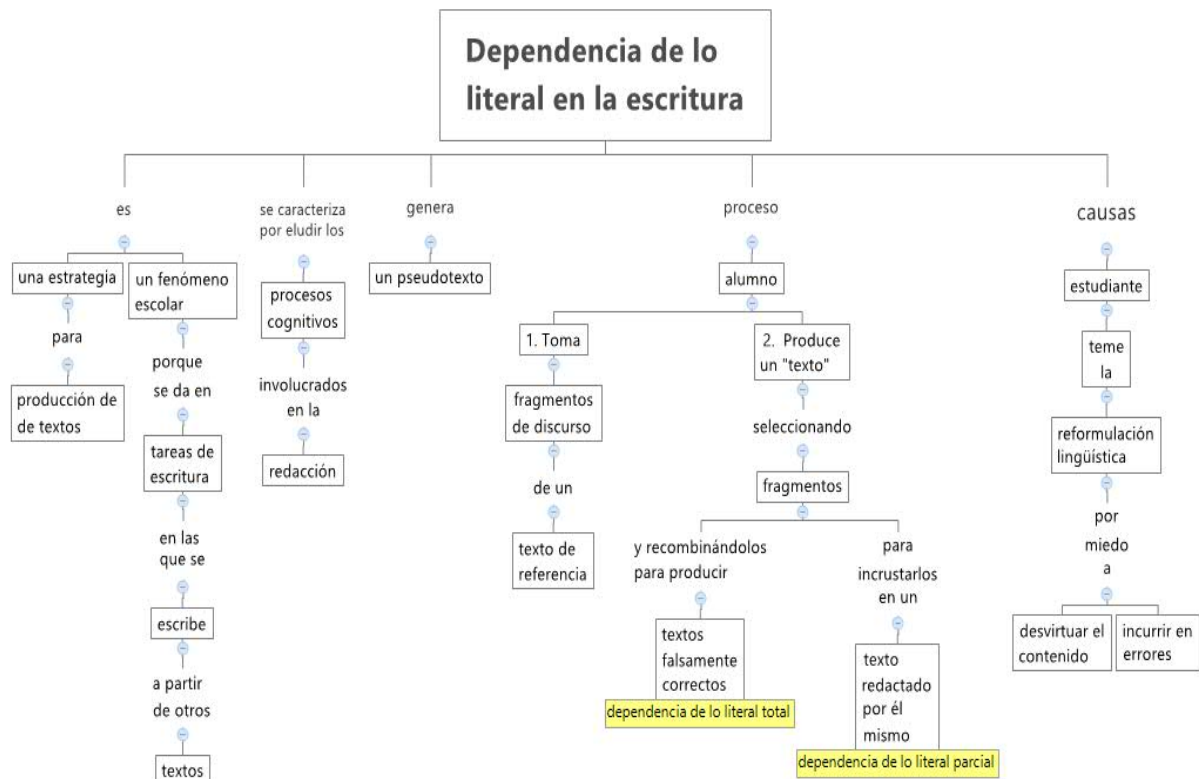 Dependencia de lo
literal en la escritura
es
una estrategia
para
producción de
de textos
un fenómeno
escolar
porque
se da en
tareas de
escritura
en las
que se
escribe
a partir
de otros
textos
se caracteriza
por eludir los
procesos
cognitivos
involucrados
en la
redacción
genera
un pseudotexto
proceso
alumno
1. Toma
fragmentos
de discurso
de un
texto de
referencia
2. Produce
un "texto"
seleccionando
fragmentos
y recombinándolos
para producir
textos
falsamente
correctos
dependencia de lo literal total
para
incrustarlos
en un
texto
redactado
por él
mismo
dependencia de lo literal parcial
causas
estudiante
teme
la
reformulación
lingüística
por
miedo
a
desvirtuar el
contenido
incurrir en
errores